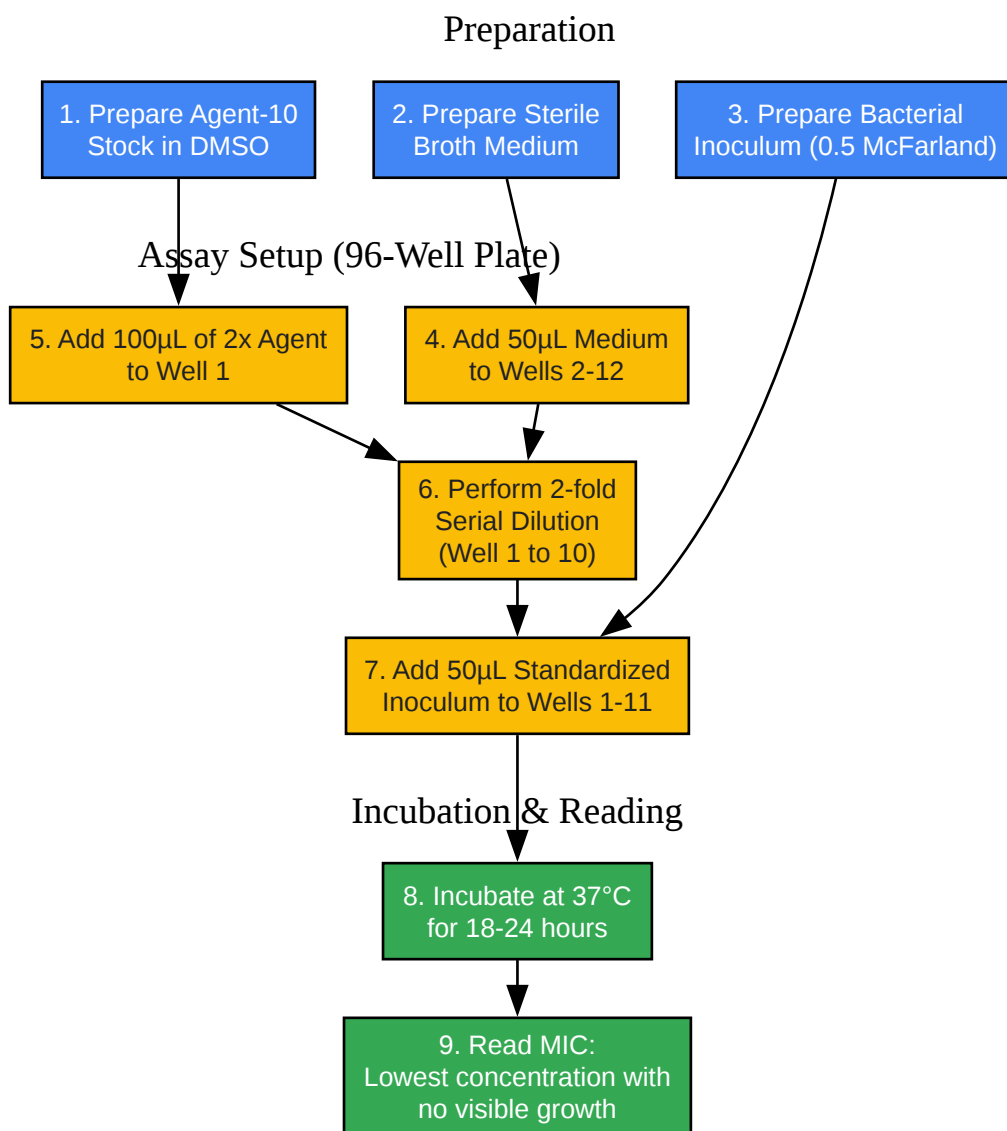 Preparation
1. Prepare Agent-10
Stock in DMSO
2. Prepare Sterile
Broth Medium
3. Prepare Bacterial
Inoculum (0.5 McFarland)
Assay Setup (96-Well Plate)
5. Add 100µL of 2x Agent
to Well 1
4. Add 50µL Medium
to Wells 2-12
6. Perform 2-fold
Serial Dilution
(Well 1 to 10)
7. Add 50µL Standardized
Inoculum to Wells 1-11
Incubation & Reading
8. Incubate at 37°C
for 18-24 hours
9. Read MIC:
Lowest concentration with
no visible growth